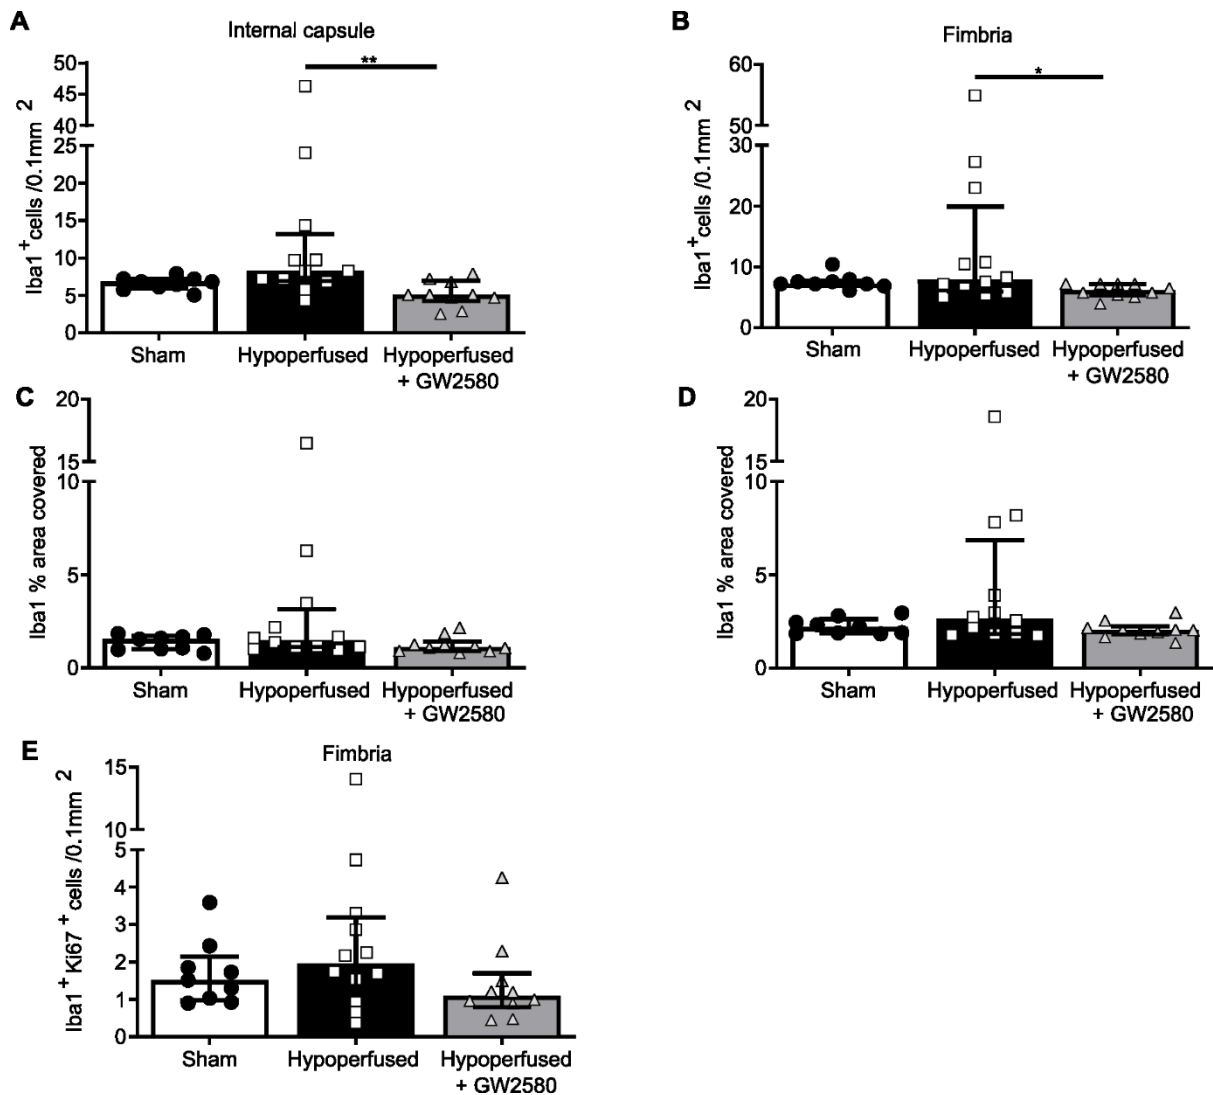 A
Internal capsule
Iba1 +cells /0.1mm 2
50
45
40
25
20
15
10
5
0
**
Sham
Hypoperfused
Hypoperfused
+ GW2580
B
Fimbria
Iba1 +cells /0.1mm 2
60
50
30
20
10
0
*
Sham
Hypoperfused
Hypoperfused
+ GW2580
C
Iba1 % area covered
20
15
10
5
0
Sham
Hypoperfused
Hypoperfused
+ GW2580
D
Iba1 % area covered
20
15
10
5
0
Sham
Hypoperfused
Hypoperfused
+ GW2580
E
Fimbria
Iba1+ Ki67 + cells /0.1mm 2
15
10
5
4
3
2
1
0
Sham
Hypoperfused
Hypoperfused
+ GW2580